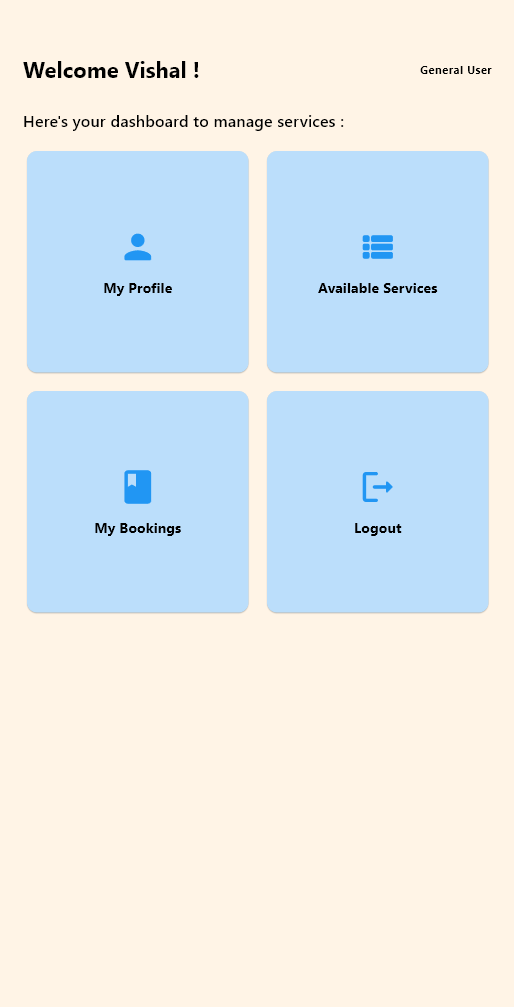 Welcome Vishal !
General User
Here's your dashboard to manage services :
My Profile
Available Services
My Bookings
Logout